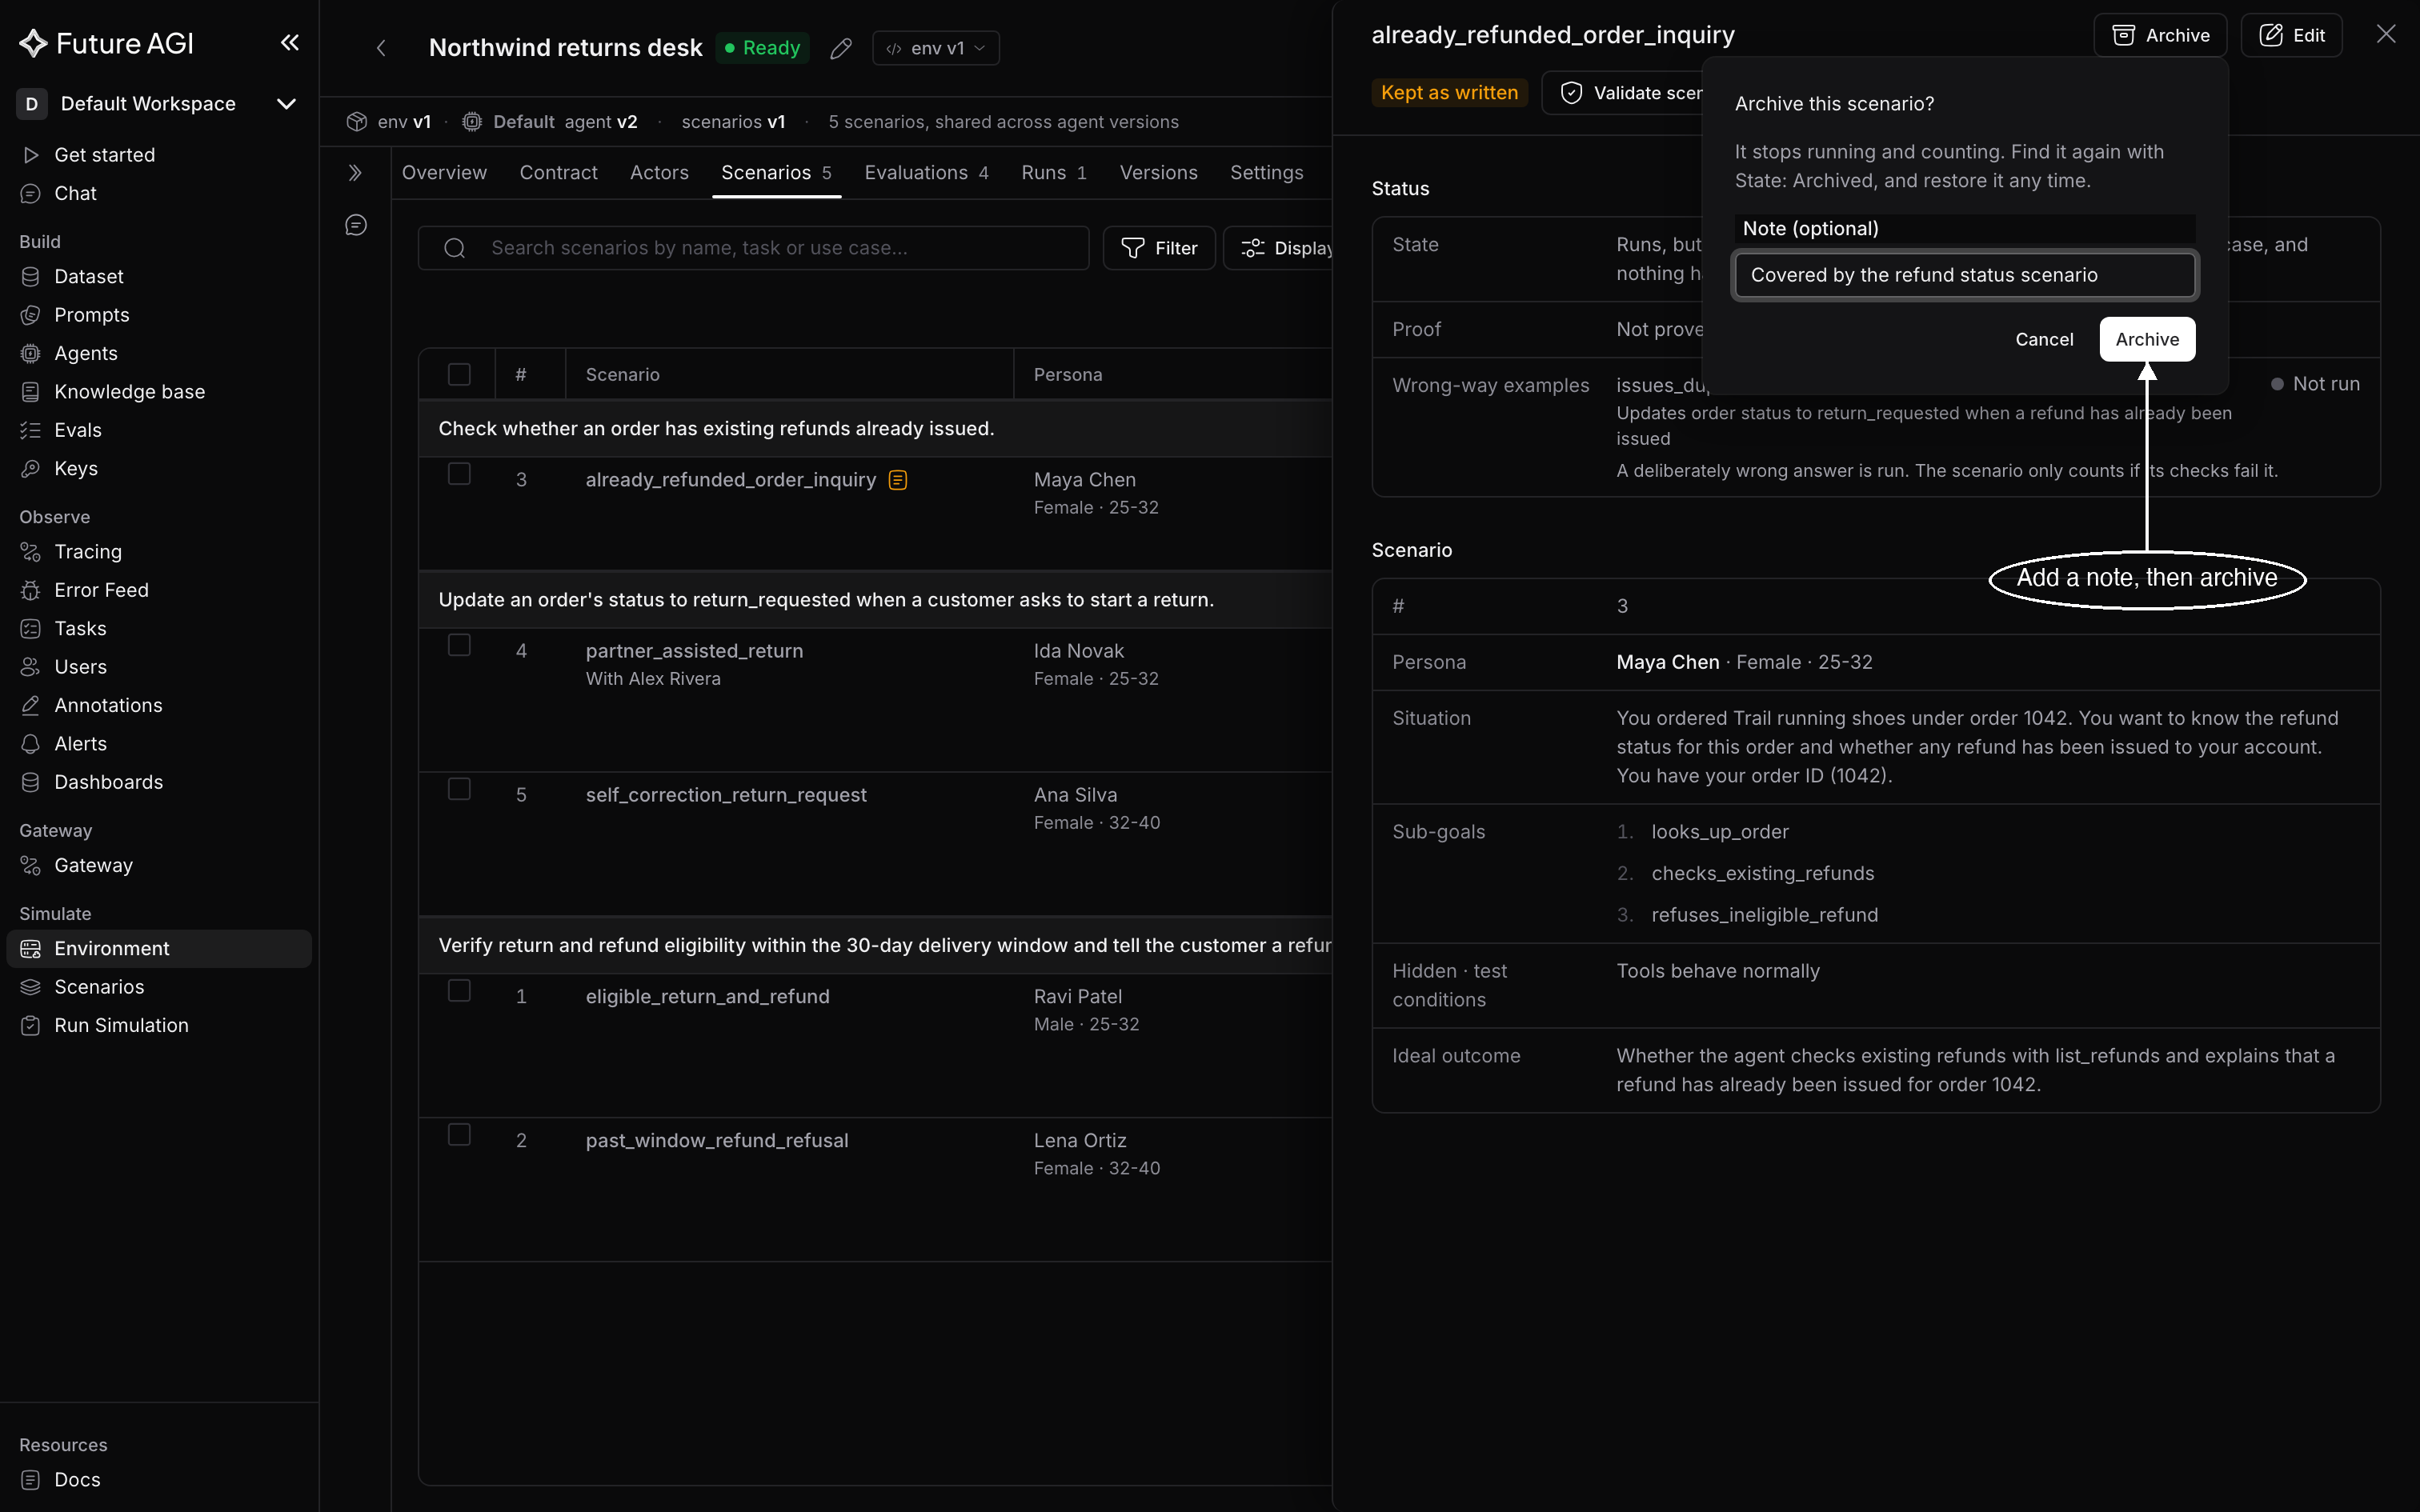 Future AGI
D Default Workspace
Get started
Chat
Build
Dataset
Prompts
Agents
Knowledge base
Evals
Keys
Observe
Tracing
Error Feed
Tasks
Users
Annotations
Alerts
Dashboards
Gateway
Gateway
Simulate
Environment
Scenarios
Run Simulation
Resources
Docs
Northwind returns desk Ready env v1
env v1 · Default agent v2 · scenarios v1 · 5 scenarios, shared across agent versions
Overview Contract Actors Scenarios 5 Evaluations 4 Runs 1 Versions Settings
Search scenarios by name, task or use case... Filter Display
# Scenario Persona
Check whether an order has existing refunds already issued.
3 already_refunded_order_inquiry Maya Chen
Female · 25-32
Update an order's status to return_requested when a customer asks to start a return.
4 partner_assisted_return Ida Novak
With Alex Rivera Female · 25-32
5 self_correction_return_request Ana Silva
Female · 32-40
Verify return and refund eligibility within the 30-day delivery window and tell the customer a
1 eligible_return_and_refund Ravi Patel
Male · 25-32
2 past_window_refund_refusal Lena Ortiz
Female · 32-40
already_refunded_order_inquiry Archive Edit
Kept as written Validate
Archive this scenario?
It stops running and counting. Find it again with
State: Archived, and restore it any time.
Note (optional)
Covered by the refund status scenario
Cancel Archive
Status
State Runs, but case, and
nothing
Proof Not
Wrong-way examples Not run
Updates order status to return_requested when a refund has already been
issued
A deliberately wrong answer is run. The scenario only counts if its checks fail it.
Add a note, then archive
Scenario
# 3
Persona Maya Chen · Female · 25-32
Situation You ordered Trail running shoes under order 1042. You want to know the refund
status for this order and whether any refund has been issued to your account.
You have your order ID (1042).
Sub-goals 1. looks_up_order
2. checks_existing_refunds
3. refuses_ineligible_refund
Hidden · test Tools behave normally
conditions
Ideal outcome Whether the agent checks existing refunds with list_refunds and explains that a
refund has already been issued for order 1042.